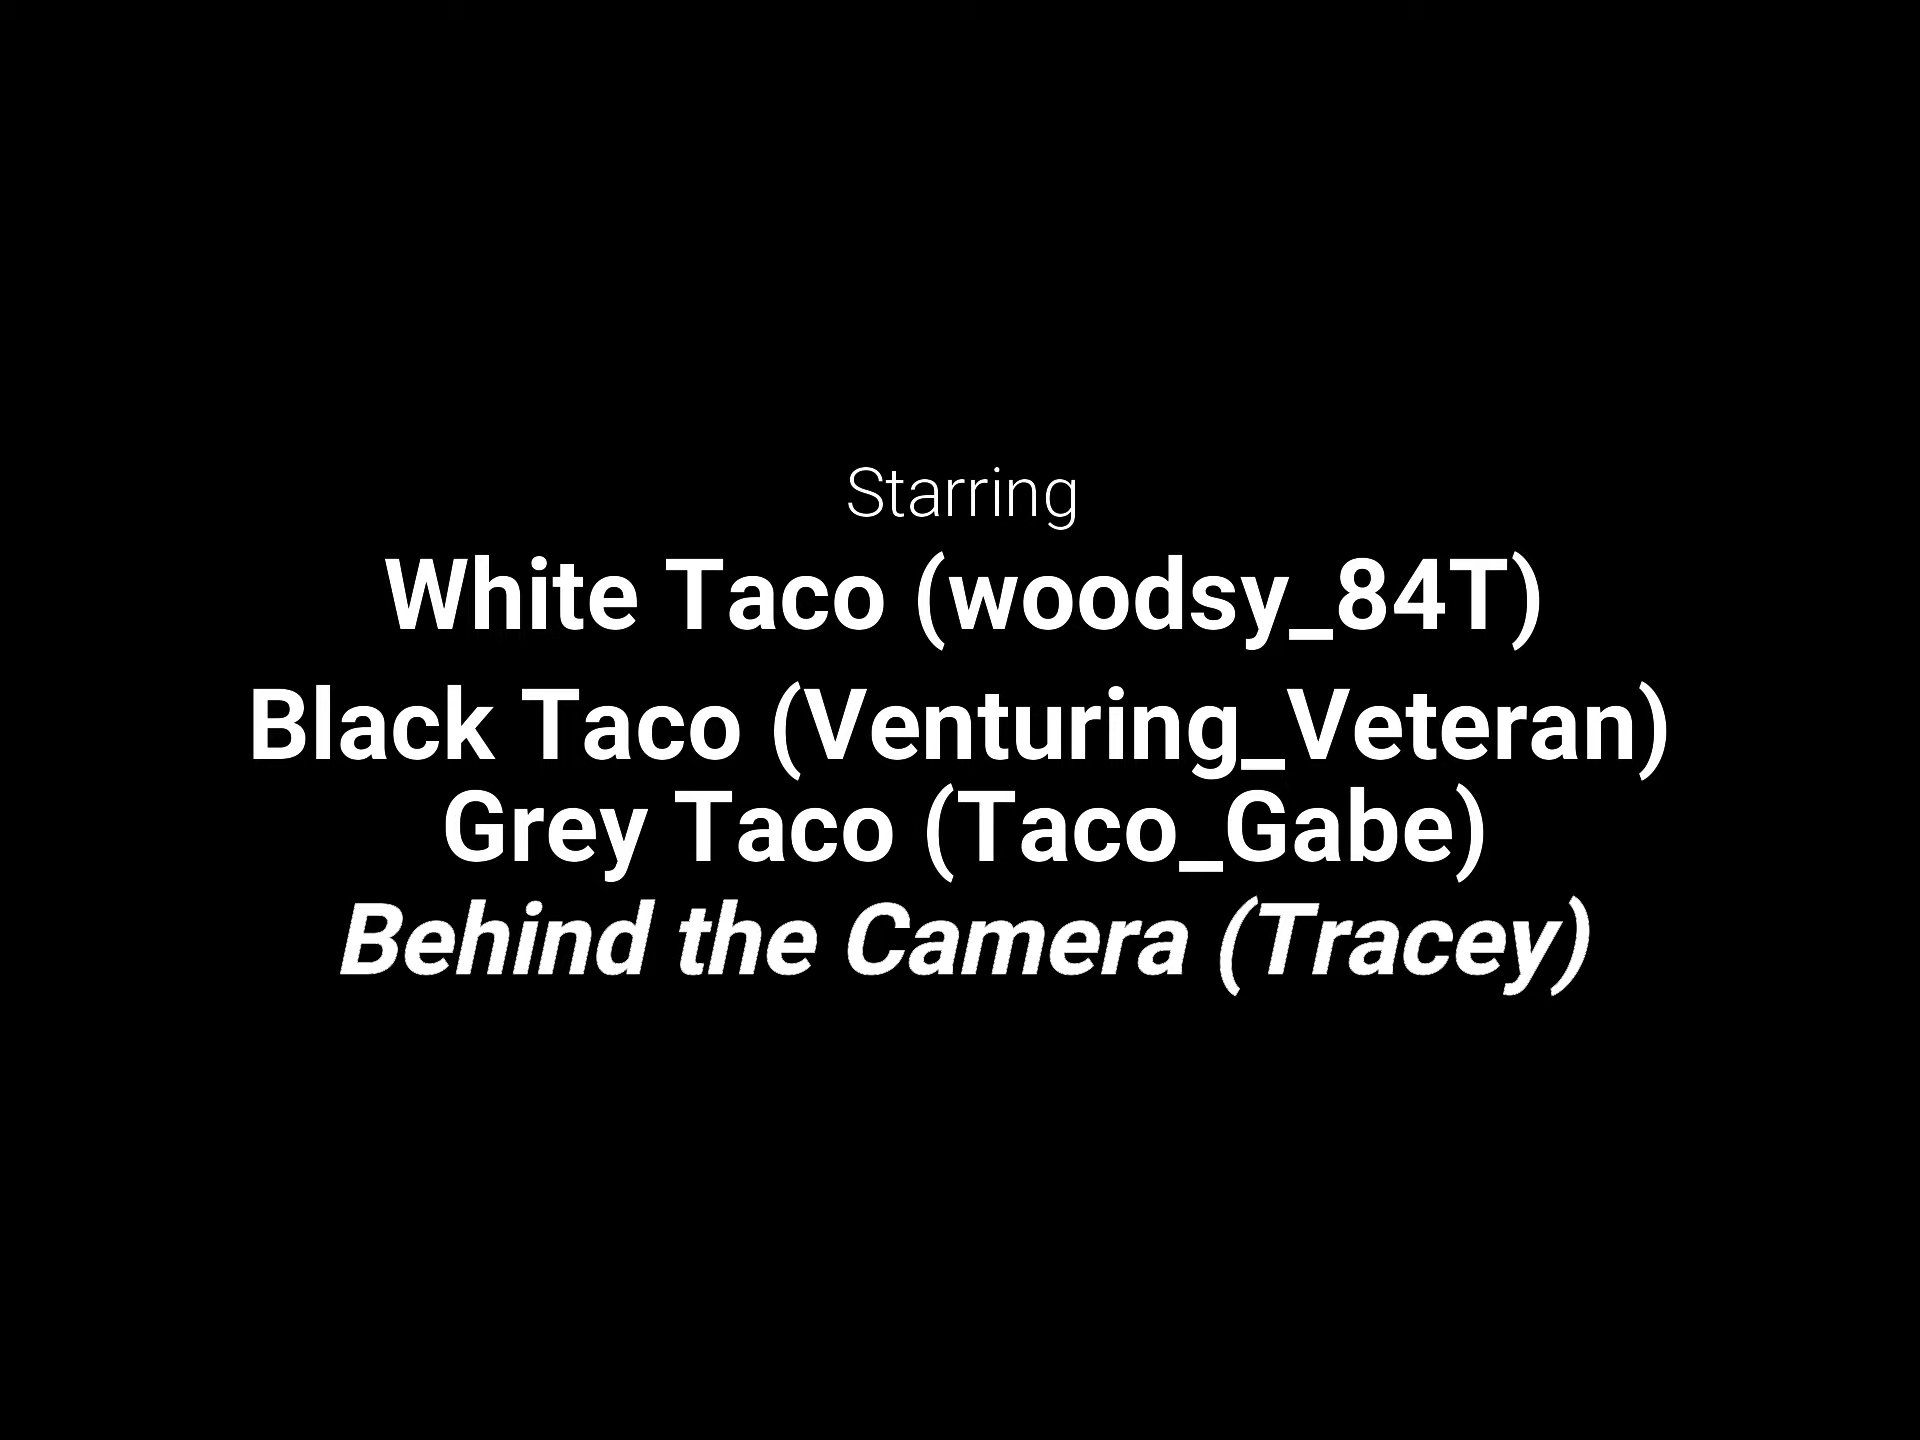 Starring
White Taco (woodsy_84T)
Black Taco (Venturing_Veteran)
Grey Taco (Taco_Gabe)
Behind the Camera (Tracey)